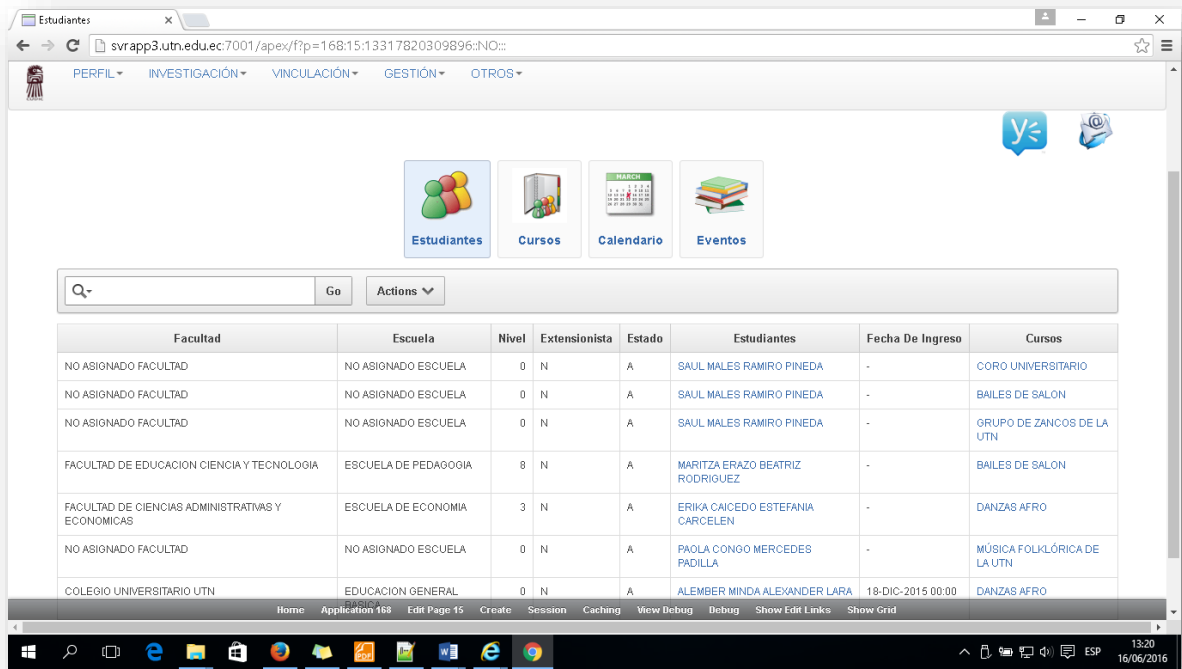 Estudiantes
svrapp3.utn.edu.ec:7001/apex/f?p=168:15:13317820309896::NO:::
PERFIL INVESTIGACIÓN VINCULACIÓN GESTIÓN OTROS
MARCH
Estudiantes Cursos Calendario Eventos
Go Actions
Facultad Escuela Nivel Extensionista Estado Estudiantes Fecha De Ingreso Cursos
NO ASIGNADO FACULTAD NO ASIGNADO ESCUELA 0 N A SAUL MALES RAMIRO PINEDA - CORO UNIVERSITARIO
NO ASIGNADO FACULTAD NO ASIGNADO ESCUELA 0 N A SAUL MALES RAMIRO PINEDA - BAILES DE SALON
NO ASIGNADO FACULTAD NO ASIGNADO ESCUELA 0 N A SAUL MALES RAMIRO PINEDA - GRUPO DE ZANCOS DE LA
UTN
FACULTAD DE EDUCACION CIENCIA Y TECNOLOGIA ESCUELA DE PEDAGOGIA 8 N A MARITZA ERAZO BEATRIZ - BAILES DE SALON
RODRIGUEZ
FACULTAD DE CIENCIAS ADMINISTRATIVAS Y ESCUELA DE ECONOMIA 3 N A ERIKA CAICEDO ESTEFANIA - DANZAS AFRO
ECONOMICAS CARCELEN
NO ASIGNADO FACULTAD NO ASIGNADO ESCUELA 0 N A PAOLA CONGO MERCEDES - MÚSICA FOLKLÓRICA DE
PADILLA LA UTN
COLEGIO UNIVERSITARIO UTN EDUCACION GENERAL 0 N A ALEMBER MINDA ALEXANDER LARA 18-DIC-2015 00:00 DANZAS AFRO
BASICA
Home Application 168 Edit Page 15 Create Session Caching View Debug Debug Show Edit Links Show Grid
ESP
13:20
16/06/2016